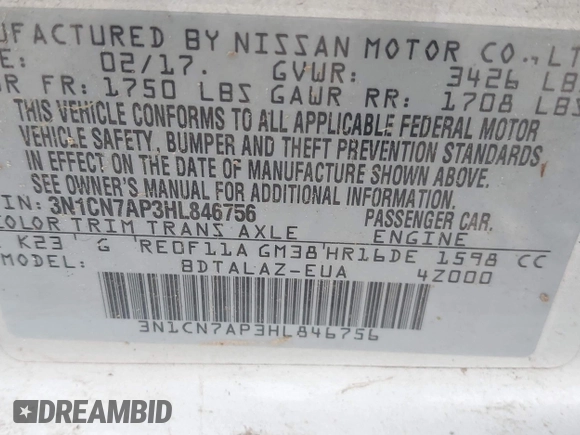 UFACTURED BY NISSAN MOTOR CO., LT
E: 02/17. GVWR: 3426 LB
R FR: 1750 LBS GAWR RR: 1708 LBS
THIS VEHICLE CONFORMS TO ALL APPLICABLE FEDERAL MOTOR
VEHICLE SAFETY, BUMPER AND THEFT PREVENTION STANDARDS
IN EFFECT ON THE DATE OF MANUFACTURE SHOWN ABOVE.
SEE OWNER'S MANUAL FOR ADDITIONAL INFORMATION.
IN: 3N1CN7AP3HL846756 PASSENGER CAR.
COLOR TRIM TRANS AXLE ENGINE
K23 G RE0F11A GM38 HR16DE 1598 CC
MODEL: BDTALAZ-EUA 4Z000
3N1CN7AP3HL846756
DREAMBID